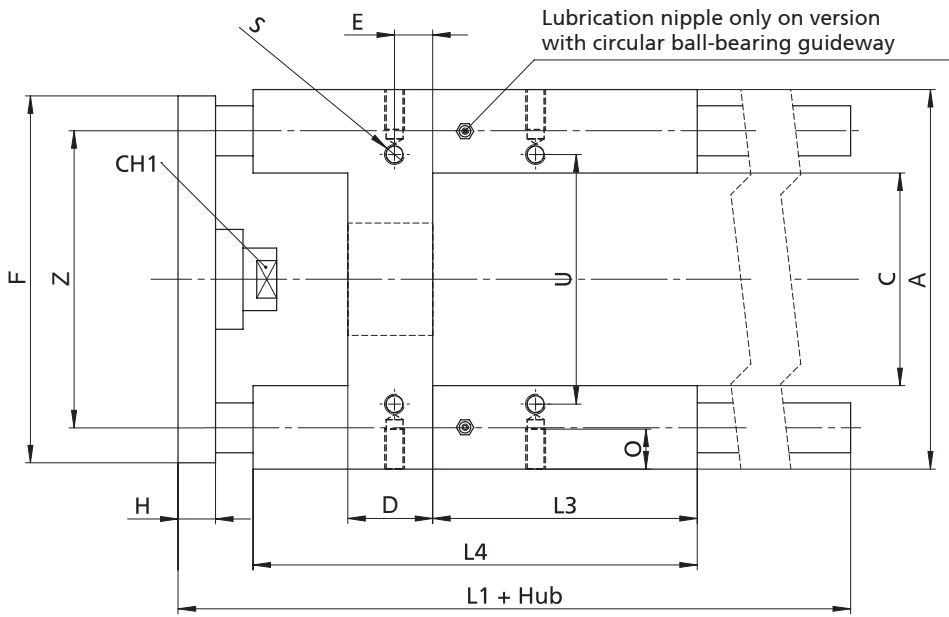 E
S
Lubrication nipple only on version
with circular ball-bearing guideway
CH1
F
Z
U
C
A
O
H
D
L3
L4
L1 + Hub